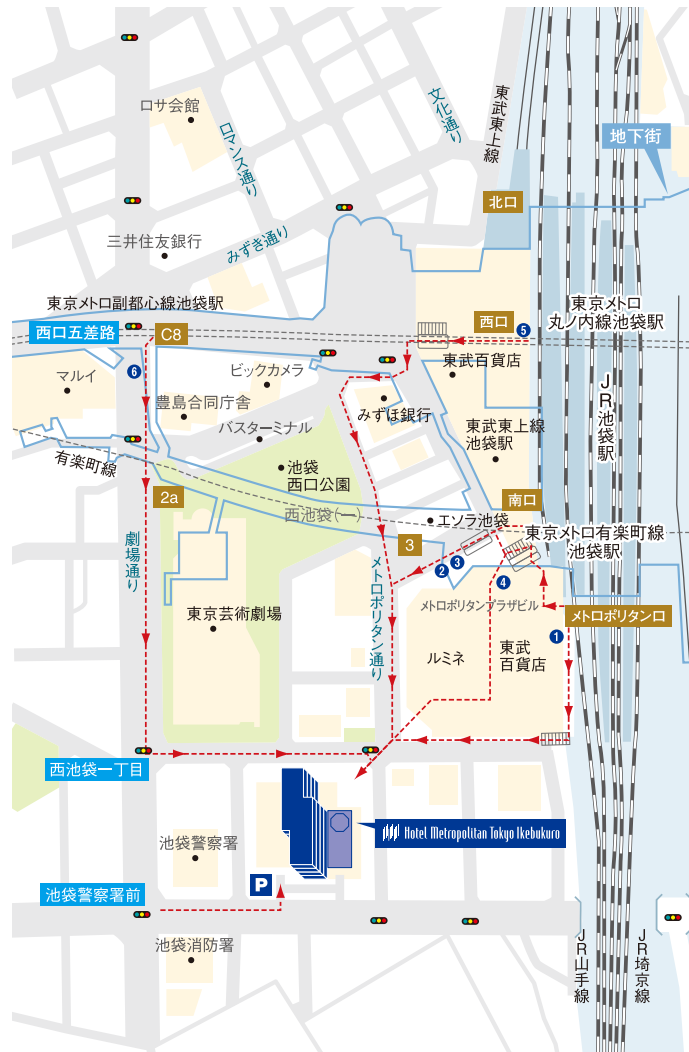 ロサ会館
ロマンス通り
文化通り
東武東上線
地下街
北口
三井住友銀行
みずき通り
東京メトロ副都心線池袋駅
西口五差路
C8
西口
5
東京メトロ
丸ノ内線池袋駅
6
マルイ
ビックカメラ
東武百貨店
JR池袋駅
豊島合同庁舎
みずほ銀行
バスターミナル
東武東上線
池袋駅
有楽町線
池袋
西口公園
2a
南口
西池袋(一)
エソラ池袋
3
東京メトロ有楽町線
池袋駅
劇場通り
2
3
4
メトロポリタン通り
メトロポリタンプラザビル
メトロポリタン口
東京芸術劇場
1
ルミネ
東武
百貨店
西池袋一丁目
Hotel Metropolitan Tokyo Ikebukuro
池袋警察署
P
池袋警察署前
池袋消防署
JR山手線
JR埼京線